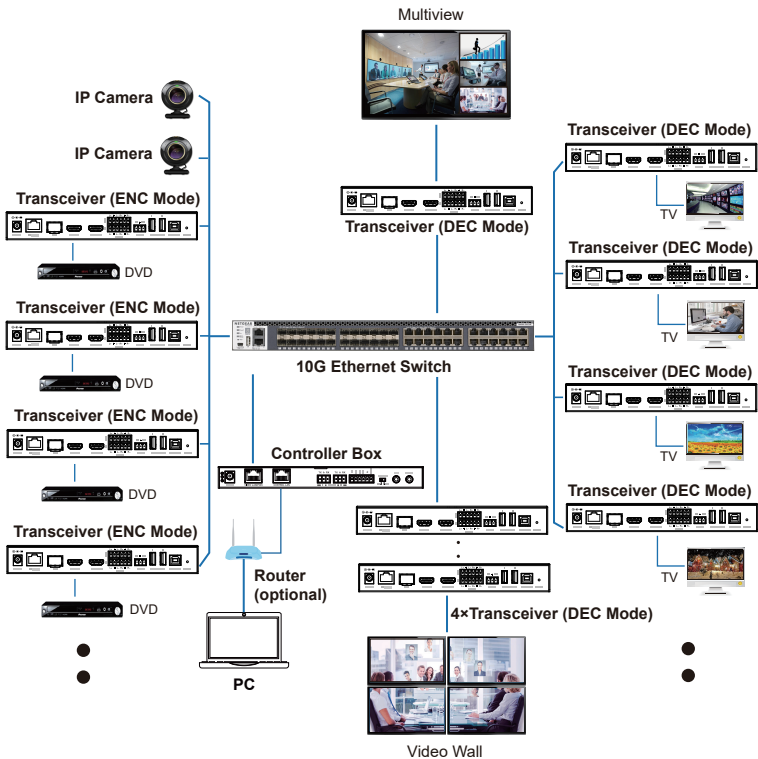 Multiview
IP Camera
IP Camera
Transceiver (ENC Mode)
DVD
Transceiver (ENC Mode)
DVD
Transceiver (ENC Mode)
DVD
Transceiver (ENC Mode)
DVD
Transceiver (DEC Mode)
NETGEAR
10G Ethernet Switch
Controller Box
Router
(optional)
PC
4×Transceiver (DEC Mode)
Video Wall
Transceiver (DEC Mode)
TV
Transceiver (DEC Mode)
TV
Transceiver (DEC Mode)
TV
Transceiver (DEC Mode)
TV